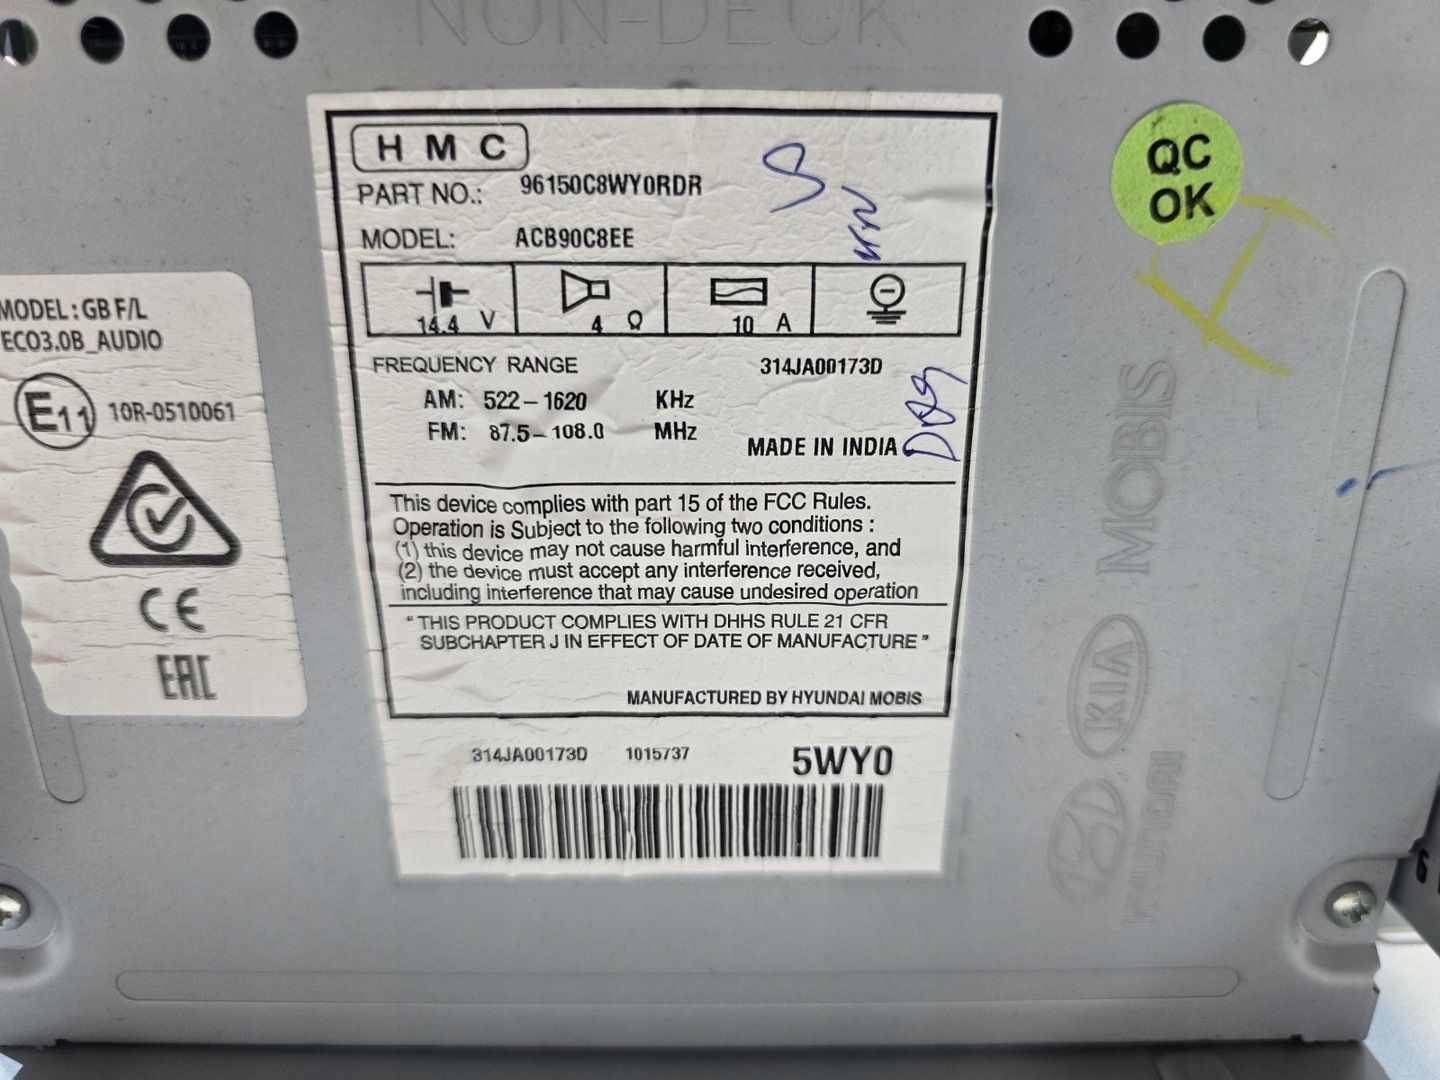 NON-DECK
H M C
PART NO.: 96150C8WY0RDR
MODEL: ACB90C8EE
14.4 V
4 Ω
10 A
FREQUENCY RANGE 314JA00173D
AM: 522-1620 KHz
FM: 87.5-108.0 MHz
MADE IN INDIA
This device complies with part 15 of the FCC Rules.
Operation is Subject to the following two conditions :
(1) this device may not cause harmful interference, and
(2) the device must accept any interference received,
including interference that may cause undesired operation
"THIS PRODUCT COMPLIES WITH DHHS RULE 21 CFR
SUBCHAPTER J IN EFFECT OF DATE OF MANUFACTURE"
MANUFACTURED BY HYUNDAI MOBIS
314JA00173D 1015737 5WY0
MODEL : GB F/L
ECO3.0B_AUDIO
E11 10R-0510061
CE
EAC
QC
OK
MOBIS
KIA
HYUNDAI